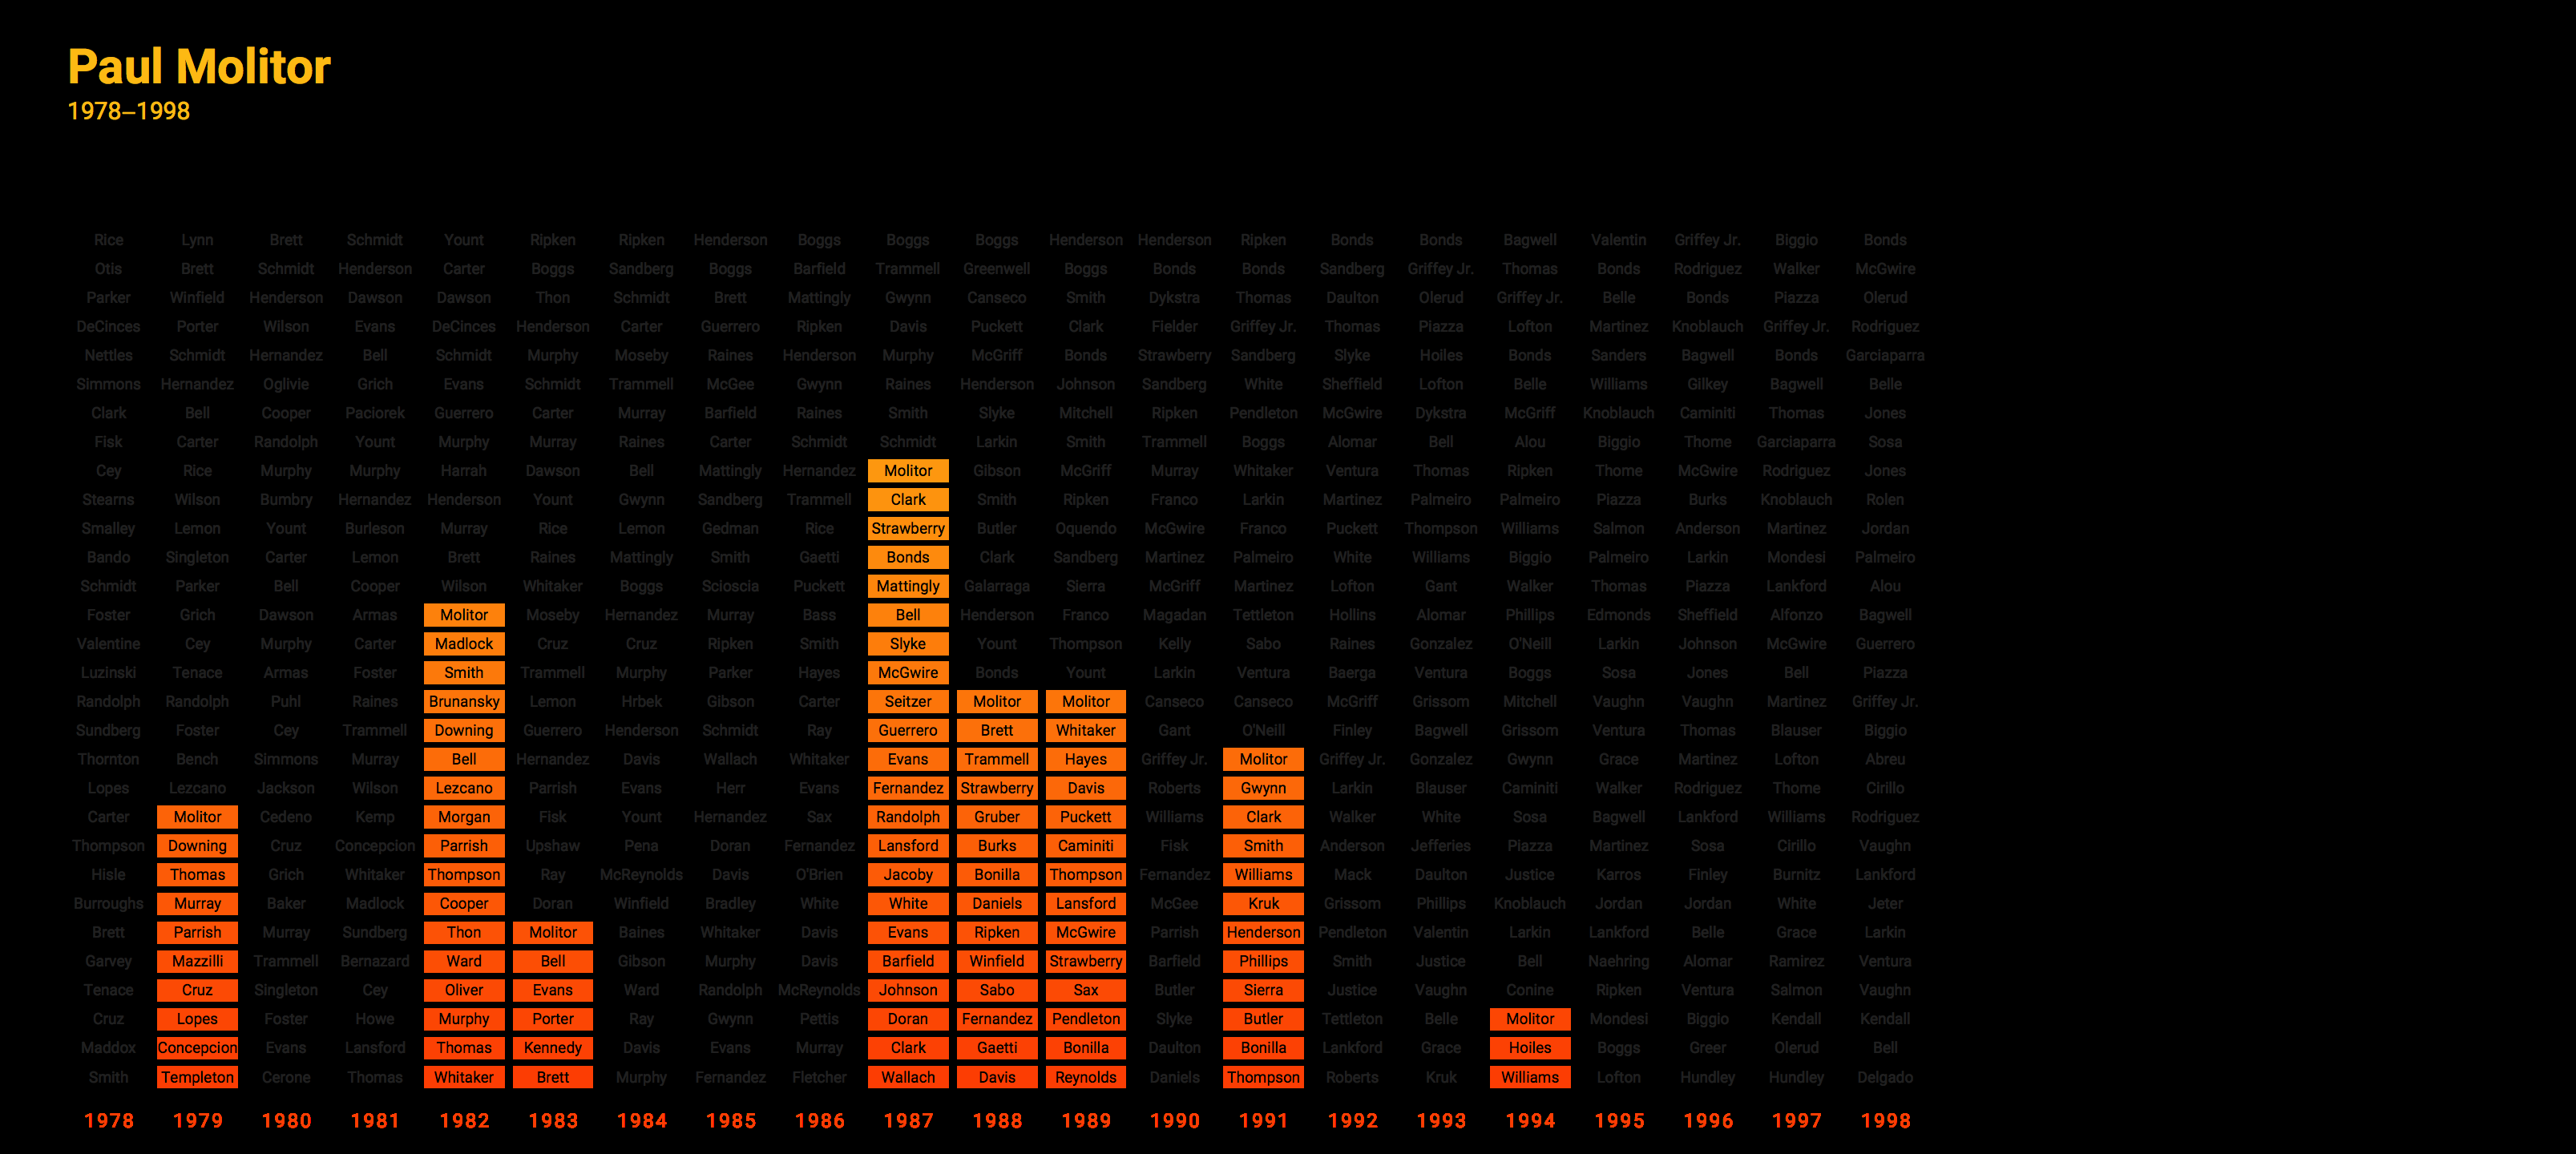 Paul Molitor
1978–1998
Rice Lynn Brett Schmidt Yount Ripken Ripken Henderson Boggs Boggs Boggs Henderson Henderson Ripken Bonds Bonds Bagwell Valentin Griffey Jr. Biggio Bonds
Otis Brett Schmidt Henderson Carter Boggs Sandberg Boggs Barfield Trammell Greenwell Boggs Bonds Bonds Sandberg Griffey Jr. Thomas Bonds Rodriguez Walker McGwire
Parker Winfield Henderson Dawson Dawson Thon Schmidt Brett Mattingly Gwynn Canseco Smith Dykstra Thomas Daulton Olerud Griffey Jr. Belle Bonds Piazza Olerud
DeCinces Porter Wilson Evans DeCinces Henderson Carter Guerrero Ripken Davis Puckett Clark Fielder Griffey Jr. Thomas Piazza Lofton Martinez Knoblauch Griffey Jr. Rodriguez
Nettles Schmidt Hernandez Bell Schmidt Murphy Moseby Raines Henderson Murphy McGriff Bonds Strawberry Sandberg Slyke Hoiles Bonds Sanders Bagwell Bonds Garciaparra
Simmons Hernandez Oglivie Grich Evans Schmidt Trammell McGee Gwynn Raines Henderson Johnson Sandberg White Sheffield Lofton Belle Williams Gilkey Bagwell Belle
Clark Bell Cooper Paciorek Guerrero Carter Murray Barfield Raines Smith Slyke Mitchell Ripken Pendleton McGwire Dykstra McGriff Knoblauch Caminiti Thomas Jones
Fisk Carter Randolph Yount Murphy Murray Raines Carter Schmidt Schmidt Larkin Smith Trammell Boggs Alomar Bell Alou Biggio Thome Garciaparra Sosa
Cey Rice Murphy Murphy Harrah Dawson Bell Mattingly Hernandez Molitor Gibson McGriff Murray Whitaker Ventura Thomas Ripken Thome McGwire Rodriguez Jones
Stearns Wilson Bumbry Hernandez Henderson Yount Gwynn Sandberg Trammell Clark Smith Ripken Franco Larkin Martinez Palmeiro Palmeiro Piazza Burks Knoblauch Rolen
Smalley Lemon Yount Burleson Murray Rice Lemon Gedman Rice Strawberry Butler Oquendo McGwire Franco Puckett Thompson Williams Salmon Anderson Martinez Jordan
Bando Singleton Carter Lemon Brett Raines Mattingly Smith Gaetti Bonds Clark Sandberg Martinez Palmeiro White Williams Biggio Palmeiro Larkin Mondesi Palmeiro
Schmidt Parker Bell Cooper Wilson Whitaker Boggs Scioscia Puckett Mattingly Galarraga Sierra McGriff Martinez Lofton Gant Walker Thomas Piazza Lankford Alou
Foster Grich Dawson Armas Molitor Moseby Hernandez Murray Bass Bell Henderson Franco Magadan Tettleton Hollins Alomar Phillips Edmonds Sheffield Alfonzo Bagwell
Valentine Cey Murphy Carter Madlock Cruz Cruz Ripken Smith Slyke Yount Thompson Kelly Sabo Raines Gonzalez O'Neill Larkin Johnson McGwire Guerrero
Luzinski Tenace Armas Foster Smith Trammell Murphy Parker Hayes McGwire Bonds Yount Larkin Ventura Baerga Ventura Boggs Sosa Jones Bell Piazza
Randolph Randolph Puhl Raines Brunansky Lemon Hrbek Gibson Carter Seitzer Molitor Molitor Canseco Canseco McGriff Grissom Mitchell Vaughn Vaughn Martinez Griffey Jr.
Sundberg Foster Cey Trammell Downing Guerrero Henderson Schmidt Ray Guerrero Brett Whitaker Gant O'Neill Finley Bagwell Grissom Ventura Thomas Blauser Biggio
Thornton Bench Simmons Murray Bell Hernandez Davis Wallach Whitaker Evans Trammell Hayes Griffey Jr. Molitor Griffey Jr. Gonzalez Gwynn Grace Martinez Lofton Abreu
Lopes Lezcano Jackson Wilson Lezcano Parrish Evans Herr Evans Fernandez Strawberry Davis Roberts Gwynn Larkin Blauser Caminiti Walker Rodriguez Thome Cirillo
Carter Molitor Cedeno Kemp Morgan Fisk Yount Hernandez Sax Randolph Gruber Puckett Williams Clark Walker White Sosa Bagwell Lankford Williams Rodriguez
Thompson Downing Cruz Concepcion Parrish Upshaw Pena Doran Fernandez Lansford Burks Caminiti Fisk Smith Anderson Jefferies Piazza Martinez Sosa Cirillo Vaughn
Hisle Thomas Grich Whitaker Thompson Ray McReynolds Davis O'Brien Jacoby Bonilla Thompson Fernandez Williams Mack Daulton Justice Karros Finley Burnitz Lankford
Burroughs Murray Baker Madlock Cooper Doran Winfield Bradley White White Daniels Lansford McGee Kruk Grissom Phillips Knoblauch Jordan Jordan White Jeter
Brett Parrish Murray Sundberg Thon Molitor Baines Whitaker Davis Evans Ripken McGwire Parrish Henderson Pendleton Valentin Larkin Lankford Belle Grace Larkin
Garvey Mazzilli Trammell Bernazard Ward Bell Gibson Murphy Davis Barfield Winfield Strawberry Barfield Phillips Smith Justice Bell Naehring Alomar Ramirez Ventura
Tenace Cruz Singleton Cey Oliver Evans Ward Randolph McReynolds Johnson Sabo Sax Butler Sierra Justice Vaughn Conine Ripken Ventura Salmon Vaughn
Cruz Lopes Foster Howe Murphy Porter Ray Gwynn Pettis Doran Fernandez Pendleton Slyke Butler Tettleton Belle Molitor Mondesi Biggio Kendall Kendall
Maddox Concepcion Evans Lansford Thomas Kennedy Davis Evans Murray Clark Gaetti Bonilla Daulton Bonilla Lankford Grace Hoiles Boggs Greer Olerud Bell
Smith Templeton Cerone Thomas Whitaker Brett Murphy Fernandez Fletcher Wallach Davis Reynolds Daniels Thompson Roberts Kruk Williams Lofton Hundley Hundley Delgado
1978 1979 1980 1981 1982 1983 1984 1985 1986 1987 1988 1989 1990 1991 1992 1993 1994 1995 1996 1997 1998